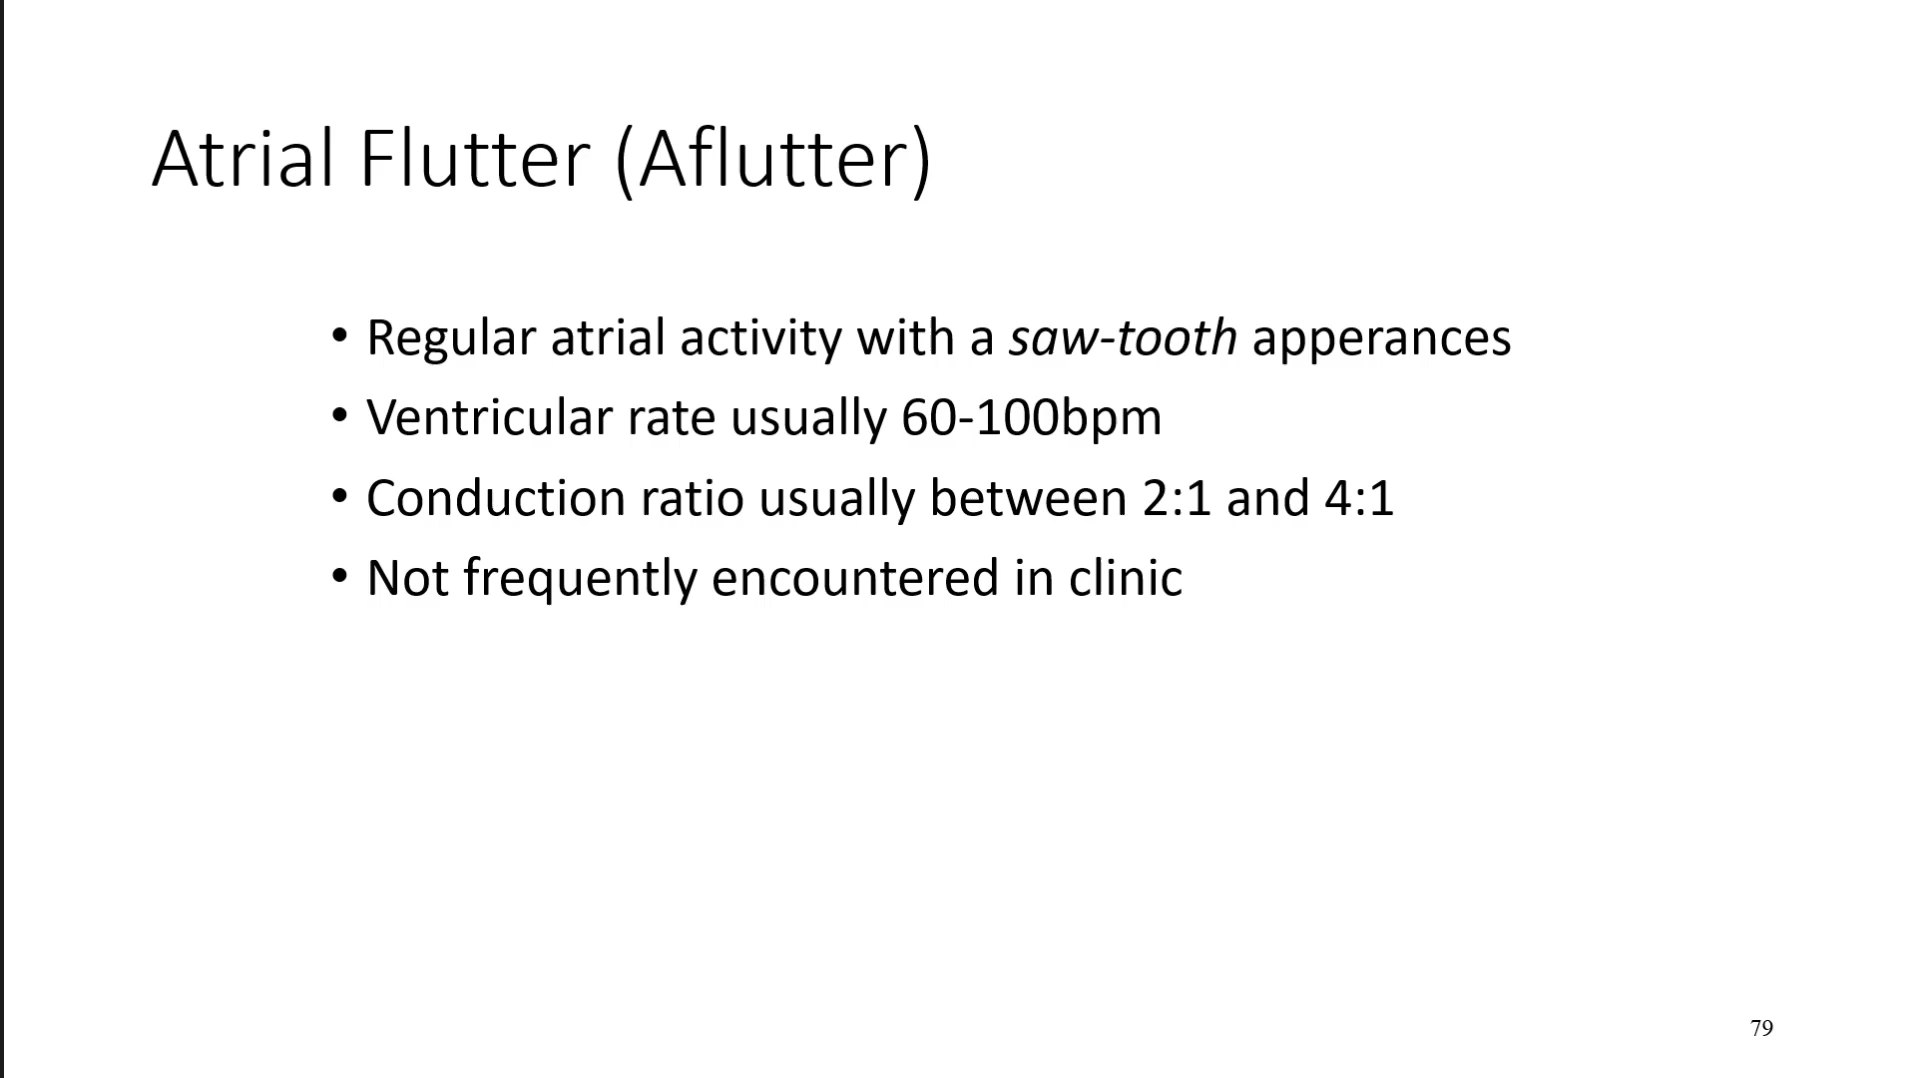 Atrial Flutter (Aflutter)
• Regular atrial activity with a saw-tooth apperances
• Ventricular rate usually 60-100bpm
• Conduction ratio usually between 2:1 and 4:1
• Not frequently encountered in clinic
79